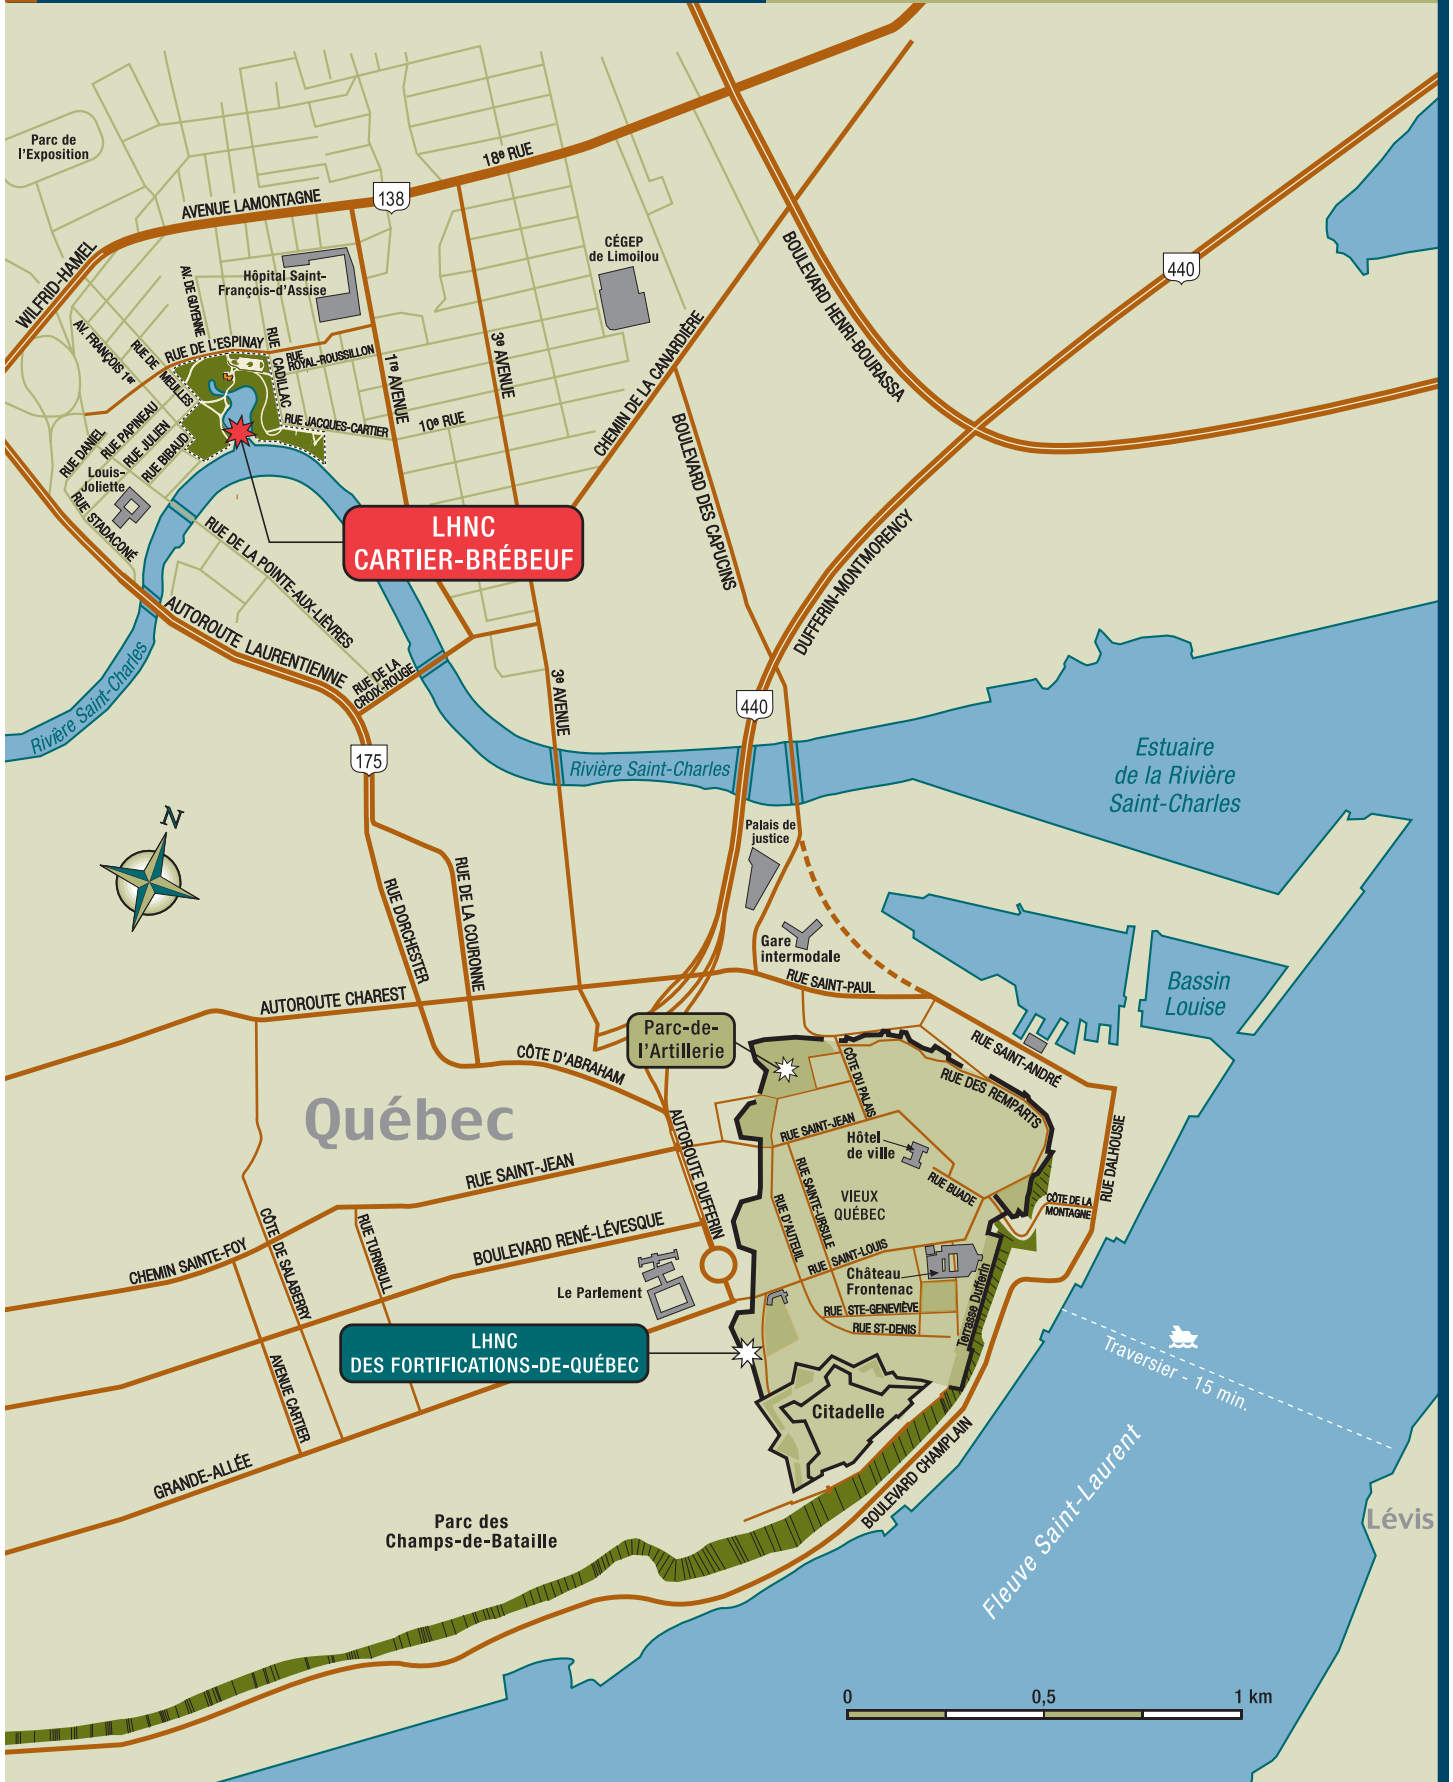 Parc de
l'Exposition
18e RUE
AVENUE LAMONTAGNE
138
WILFRID-HAMEL
CÉGEP
de Limoilou
Hôpital Saint-
François-d'Assise
AV. DE GUYENNE
BOULEVARD HENRI-BOURASSA
440
AV. FRANÇOIS 1er
RUE DE
MEULLES
RUE DE L'ESPINAY
RUE
CADILLAC
RUE
ROYAL-ROUSSILLON
1re AVENUE
3e AVENUE
CHEMIN DE LA CANARDIÈRE
RUE JACQUES-CARTIER
10e RUE
RUE DANIEL
RUE PAPINEAU
RUE JULIEN
RUE BIBAUD
Louis-
Joliette
RUE STADACONÉ
BOULEVARD DES CAPUCINS
LHNC
CARTIER-BRÉBEUF
RUE DE LA POINTE-AUX-LIÈVRES
DUFFERIN-MONTMORENCY
AUTOROUTE LAURENTIENNE
RUE DE LA
CROIX-ROUGE
Rivière Saint-Charles
3e AVENUE
440
175
Rivière Saint-Charles
Estuaire
de la Rivière
Saint-Charles
N
Palais de
justice
RUE DORCHESTER
RUE DE LA COURONNE
Gare
intermodale
RUE SAINT-PAUL
Bassin
Louise
AUTOROUTE CHAREST
Parc-de-
l'Artillerie
CÔTE D'ABRAHAM
RUE SAINT-ANDRÉ
CÔTE DU PALAIS
RUE DES REMPARTS
Québec
AUTOROUTE DUFFERIN
RUE SAINT-JEAN
Hôtel
de ville
RUE SAINT-JEAN
RUE DALHOUSIE
RUE BUADE
CÔTE DE LA
MONTAGNE
RUE SAINTE-URSULE
RUE D'AUTEUIL
VIEUX
QUÉBEC
CÔTE DE SALABERRY
RUE TURNBULL
BOULEVARD RENÉ-LÉVESQUE
CHEMIN SAINTE-FOY
RUE SAINT-LOUIS
Château
Frontenac
Le Parlement
RUE STE-GENEVIÈVE
RUE ST-DENIS
Terrasse Dufferin
LHNC
DES FORTIFICATIONS-DE-QUÉBEC
Traversier - 15 min.
AVENUE CARTIER
Citadelle
BOULEVARD CHAMPLAIN
GRANDE-ALLÉE
Parc des
Champs-de-Bataille
Fleuve Saint-Laurent
Lévis
0 0,5 1 km